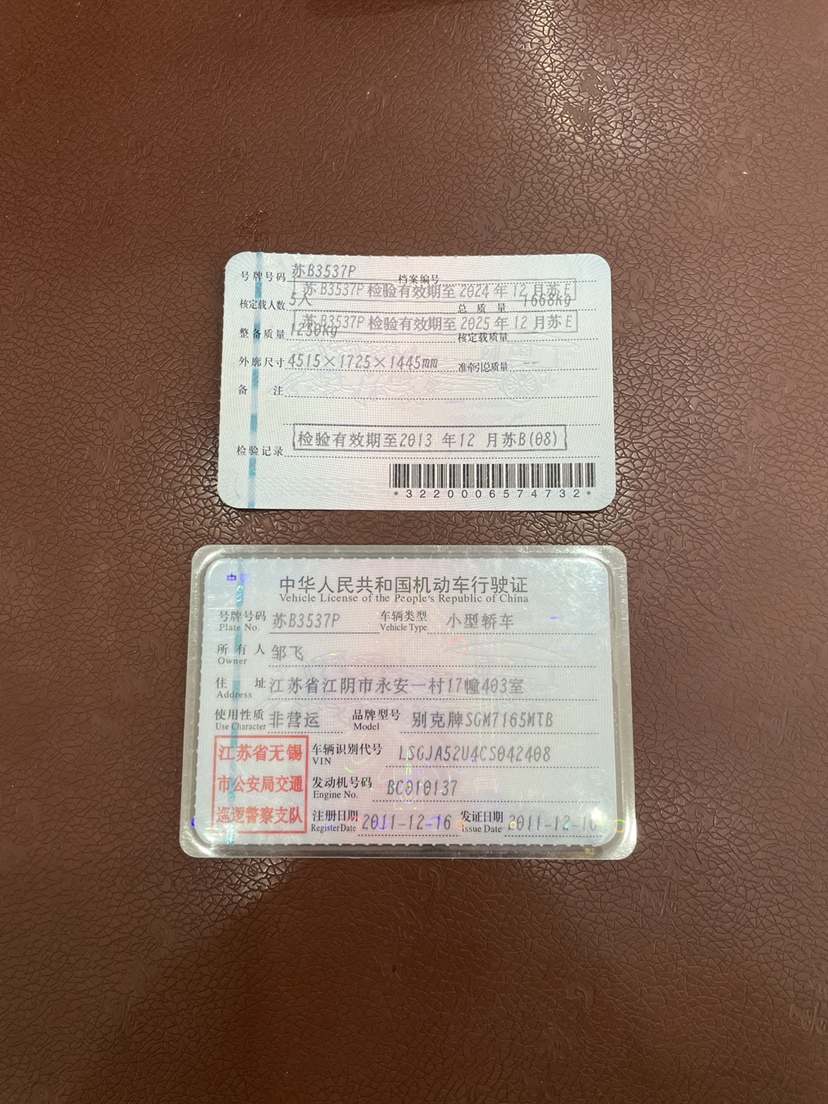 号牌号码 苏B3537P 档案编号
苏B3537P 检验有效期至2024年12月苏E
核定载人数 5人 总质量 1668kg
苏B3537P 检验有效期至2025年12月苏E
整备质量 1250kg 核定载质量
外廓尺寸 4515×1725×1445mm 准牵引总质量 --
备注
检验有效期至2013 年12 月苏B(08)
检验记录
*3220006574732*
中
中华人民共和国机动车行驶证
Vehicle License of the People's Republic of China
号牌号码 苏B3537P 车辆类型 小型轿车
Plate No. Vehicle Type
所有人 邹飞
Owner
住址 江苏省江阴市永安一村17幢403室
Address
使用性质 非营运 品牌型号 别克牌SGM7165MTB
Use Character Model
江苏省无锡
市公安局交通
巡逻警察支队
车辆识别代号 LSGJA52U4CS042408
VIN
发动机号码 BC010137
Engine No.
注册日期 2011-12-16 发证日期 2011-12-16
Register Date Issue Date